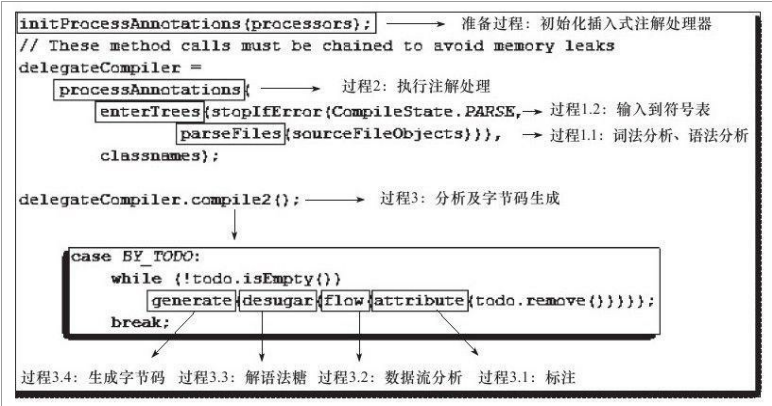 initProcessAnnotations(processors); 准备过程：初始化插入式注解处理器
// These method calls must be chained to avoid memory leaks
delegateCompiler =
processAnnotations( 过程2：执行注解处理
enterTrees(stopIfError(CompileState.PARSE, 过程1.2：输入到符号表
parseFiles(sourceFileObjects))), 过程1.1：词法分析、语法分析
classnames);
delegateCompiler.compile2(); 过程3：分析及字节码生成
case BY_TODO:
while (!todo.isEmpty())
generate(desugar(flow(attribute(todo.remove()))));
break;
过程3.4：生成字节码 过程3.3：解语法糖 过程3.2：数据流分析 过程3.1：标注